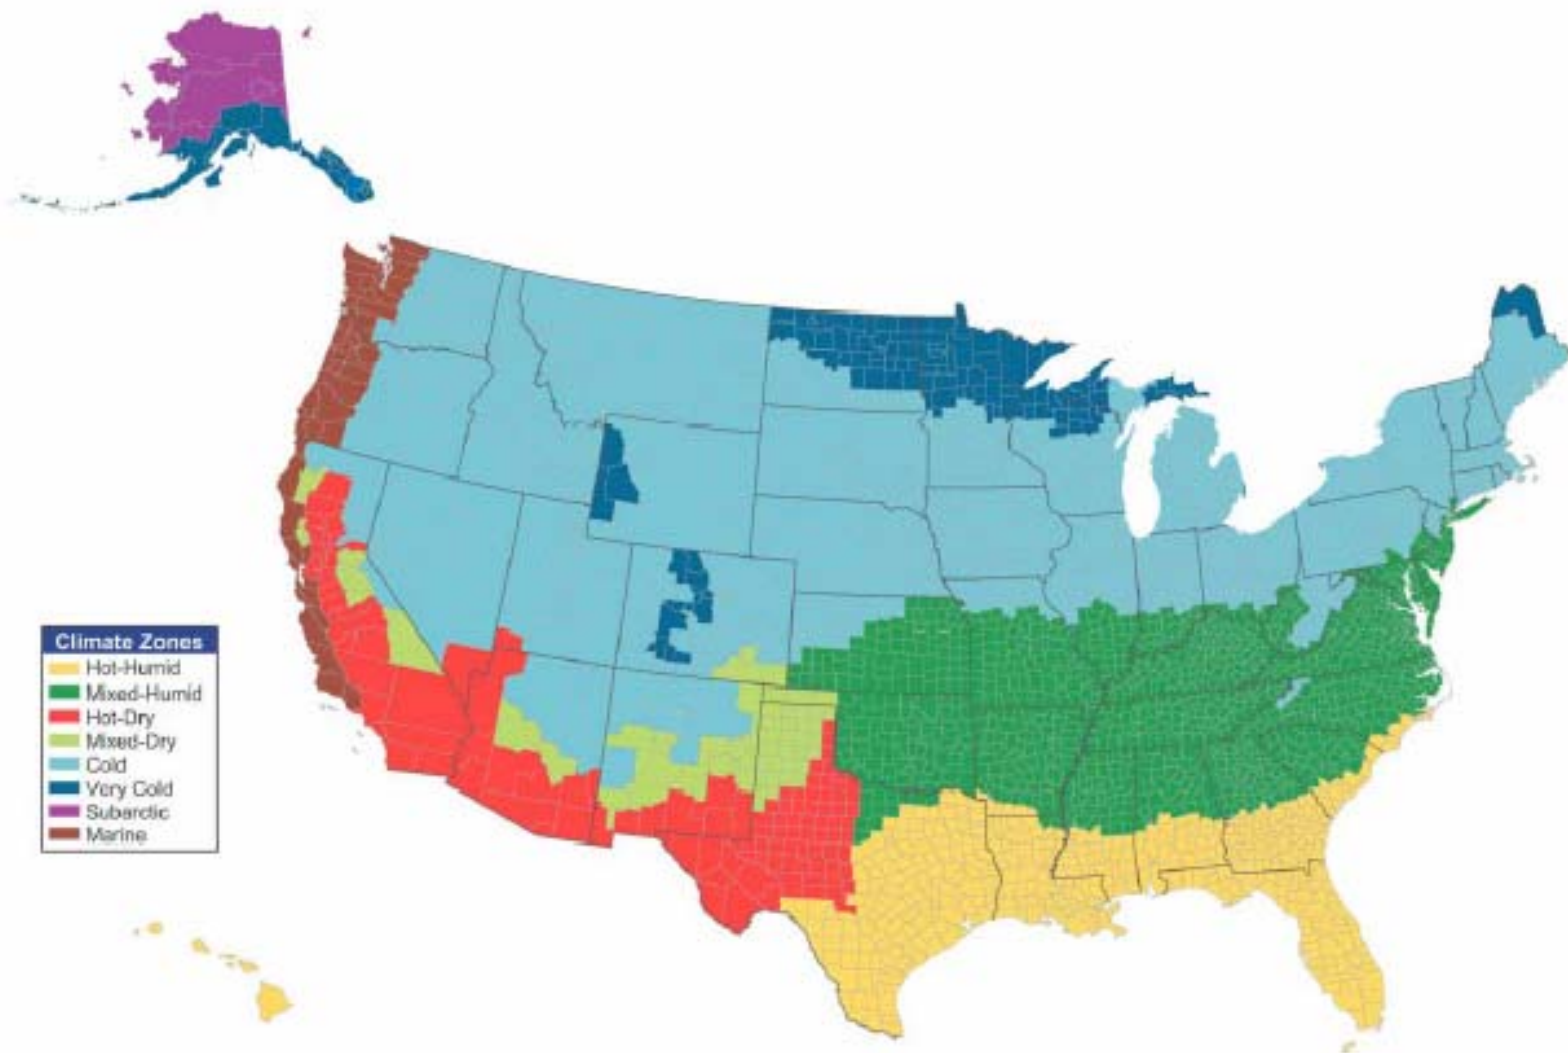 Climate Zones
Hot-Humid
Mixed-Humid
Hot-Dry
Mixed-Dry
Cold
Very Cold
Subarctic
Marine